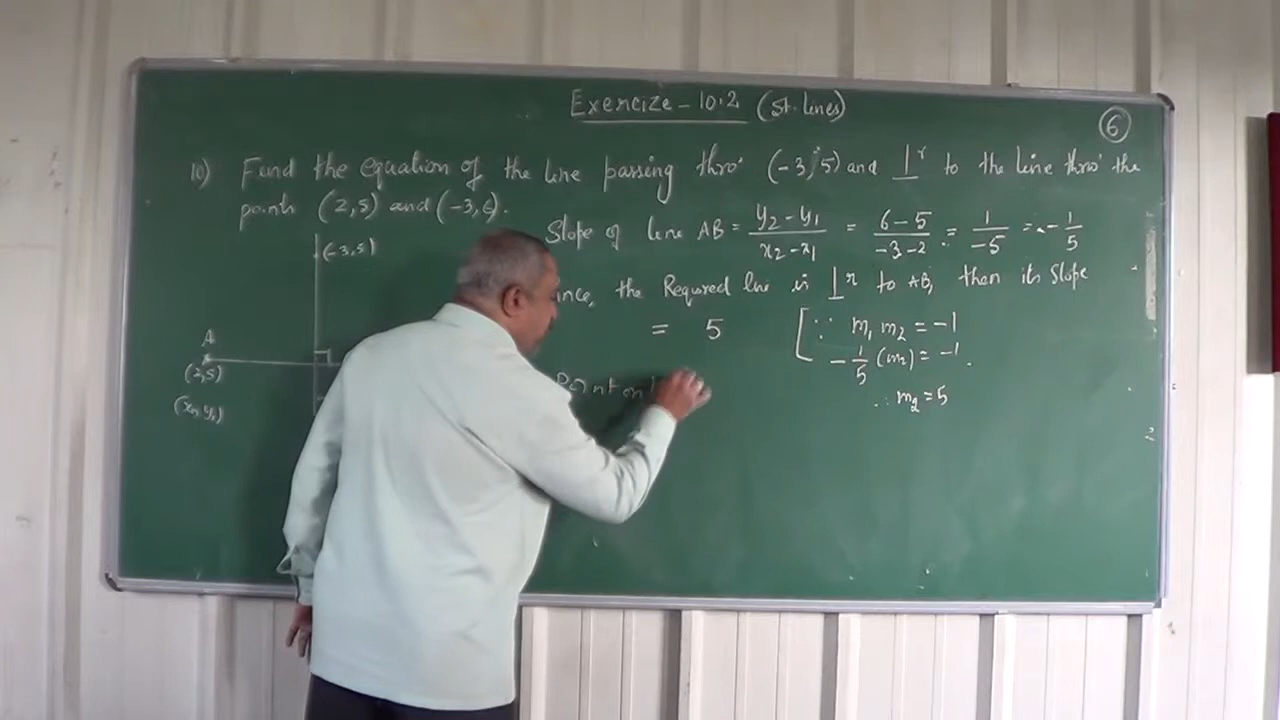 Exercize - 10.2 (St. lines)
6
10) Find the equation of the line passing thro' (-3, 5) and ⊥r to the line thro' the
points (2,5) and (-3,6).
Slope of line AB = y2 - y1 / x2 - x1 = 6 - 5 / -3 - 2 = 1 / -5 = - 1 / 5
ince, the Required line is ⊥r to AB, then its Slope
= 5 [∵ m1 m2 = -1
- 1/5 (m2) = -1.
∴ m2 = 5
Point on
(-3,5)
A
(2,5)
(x1, y1)